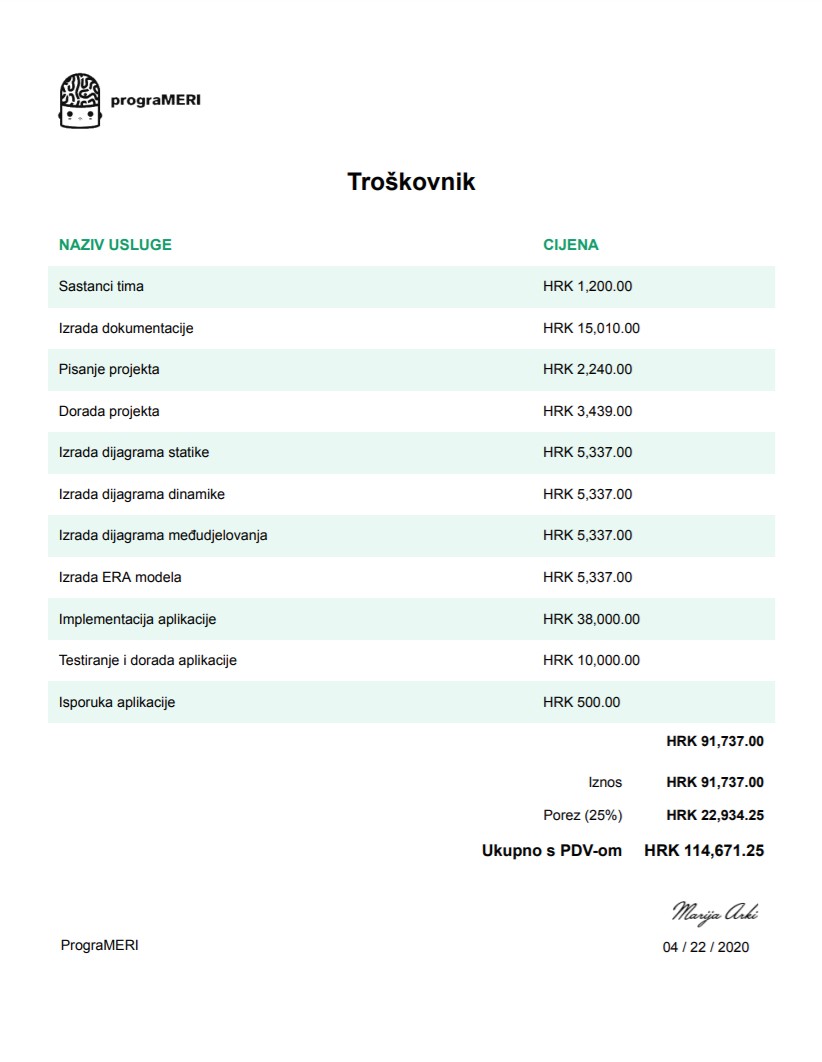 prograMERI
Troškovnik
NAZIV USLUGE CIJENA
Sastanci tima HRK 1,200.00
Izrada dokumentacije HRK 15,010.00
Pisanje projekta HRK 2,240.00
Dorada projekta HRK 3,439.00
Izrada dijagrama statike HRK 5,337.00
Izrada dijagrama dinamike HRK 5,337.00
Izrada dijagrama međudjelovanja HRK 5,337.00
Izrada ERA modela HRK 5,337.00
Implementacija aplikacije HRK 38,000.00
Testiranje i dorada aplikacije HRK 10,000.00
Isporuka aplikacije HRK 500.00
HRK 91,737.00
Iznos HRK 91,737.00
Porez (25%) HRK 22,934.25
Ukupno s PDV-om HRK 114,671.25
Marija Arki
PrograMERI 04 / 22 / 2020